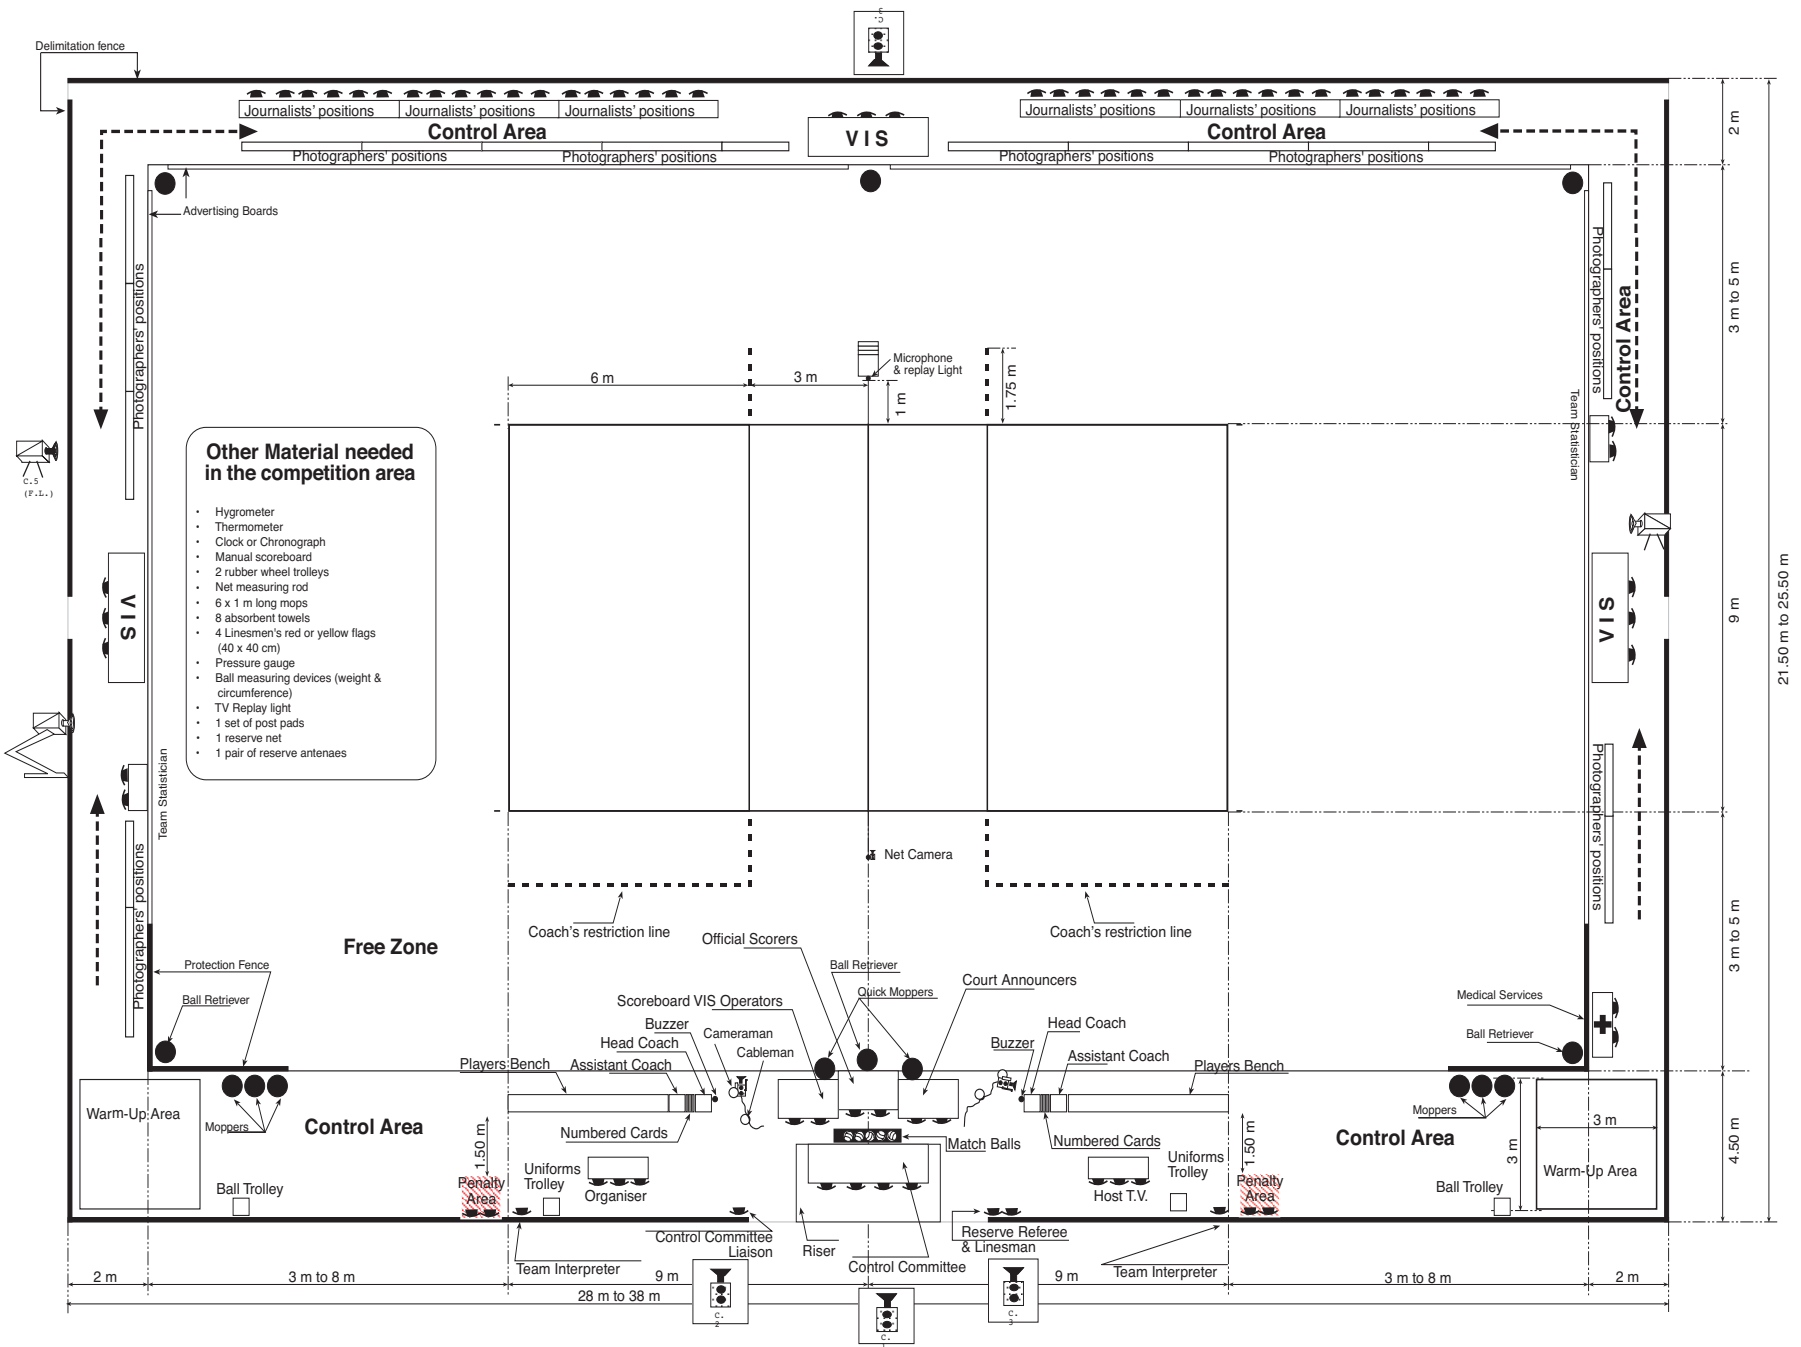 Delimitation fence
Journalists' positions
Journalists' positions
Journalists' positions
Journalists' positions
Journalists' positions
Journalists' positions
Control Area
VIS
Control Area
2 m
Photographers' positions
Photographers' positions
Photographers' positions
Photographers' positions
Advertising Boards
Photographers' positions
Photographers' positions
Control Area
3 m to 5 m
Microphone
& replay Light
6 m
3 m
1 m
1.75 m
Team Statistician
Other Material needed
in the competition area
• Hygrometer
• Thermometer
• Clock or Chronograph
• Manual scoreboard
• 2 rubber wheel trolleys
• Net measuring rod
• 6 x 1 m long mops
• 8 absorbent towels
• 4 Linesmen's red or yellow flags
(40 x 40 cm)
• Pressure gauge
• Ball measuring devices (weight &
circumference)
• TV Replay light
• 1 set of post pads
• 1 reserve net
• 1 pair of reserve antenaes
C.5
(F.L.)
VIS
VIS
9 m
21.50 m to 25.50 m
Team Statistician
Photographers' positions
Photographers' positions
Net Camera
Coach's restriction line
Coach's restriction line
3 m to 5 m
Free Zone
Official Scorers
Protection Fence
Ball Retriever
Ball Retriever
Quick Moppers
Court Announcers
Scoreboard VIS Operators
Medical Services
Ball Retriever
Buzzer
Cameraman
Head Coach
Cableman
Head Coach
Buzzer
Players Bench
Assistant Coach
Assistant Coach
Players Bench
Warm-Up Area
Moppers
Control Area
Numbered Cards
Match Balls
Numbered Cards
Control Area
Moppers
3 m
3 m
Warm-Up Area
4.50 m
1.50 m
1.50 m
Penalty
Area
Uniforms
Trolley
Organiser
Host T.V.
Uniforms
Trolley
Penalty
Area
Ball Trolley
Ball Trolley
Control Committee
Liaison
Riser
Control Committee
Reserve Referee
& Linesman
Team Interpreter
Team Interpreter
2 m
3 m to 8 m
9 m
9 m
3 m to 8 m
2 m
28 m to 38 m
C.
2
C.
C.
3